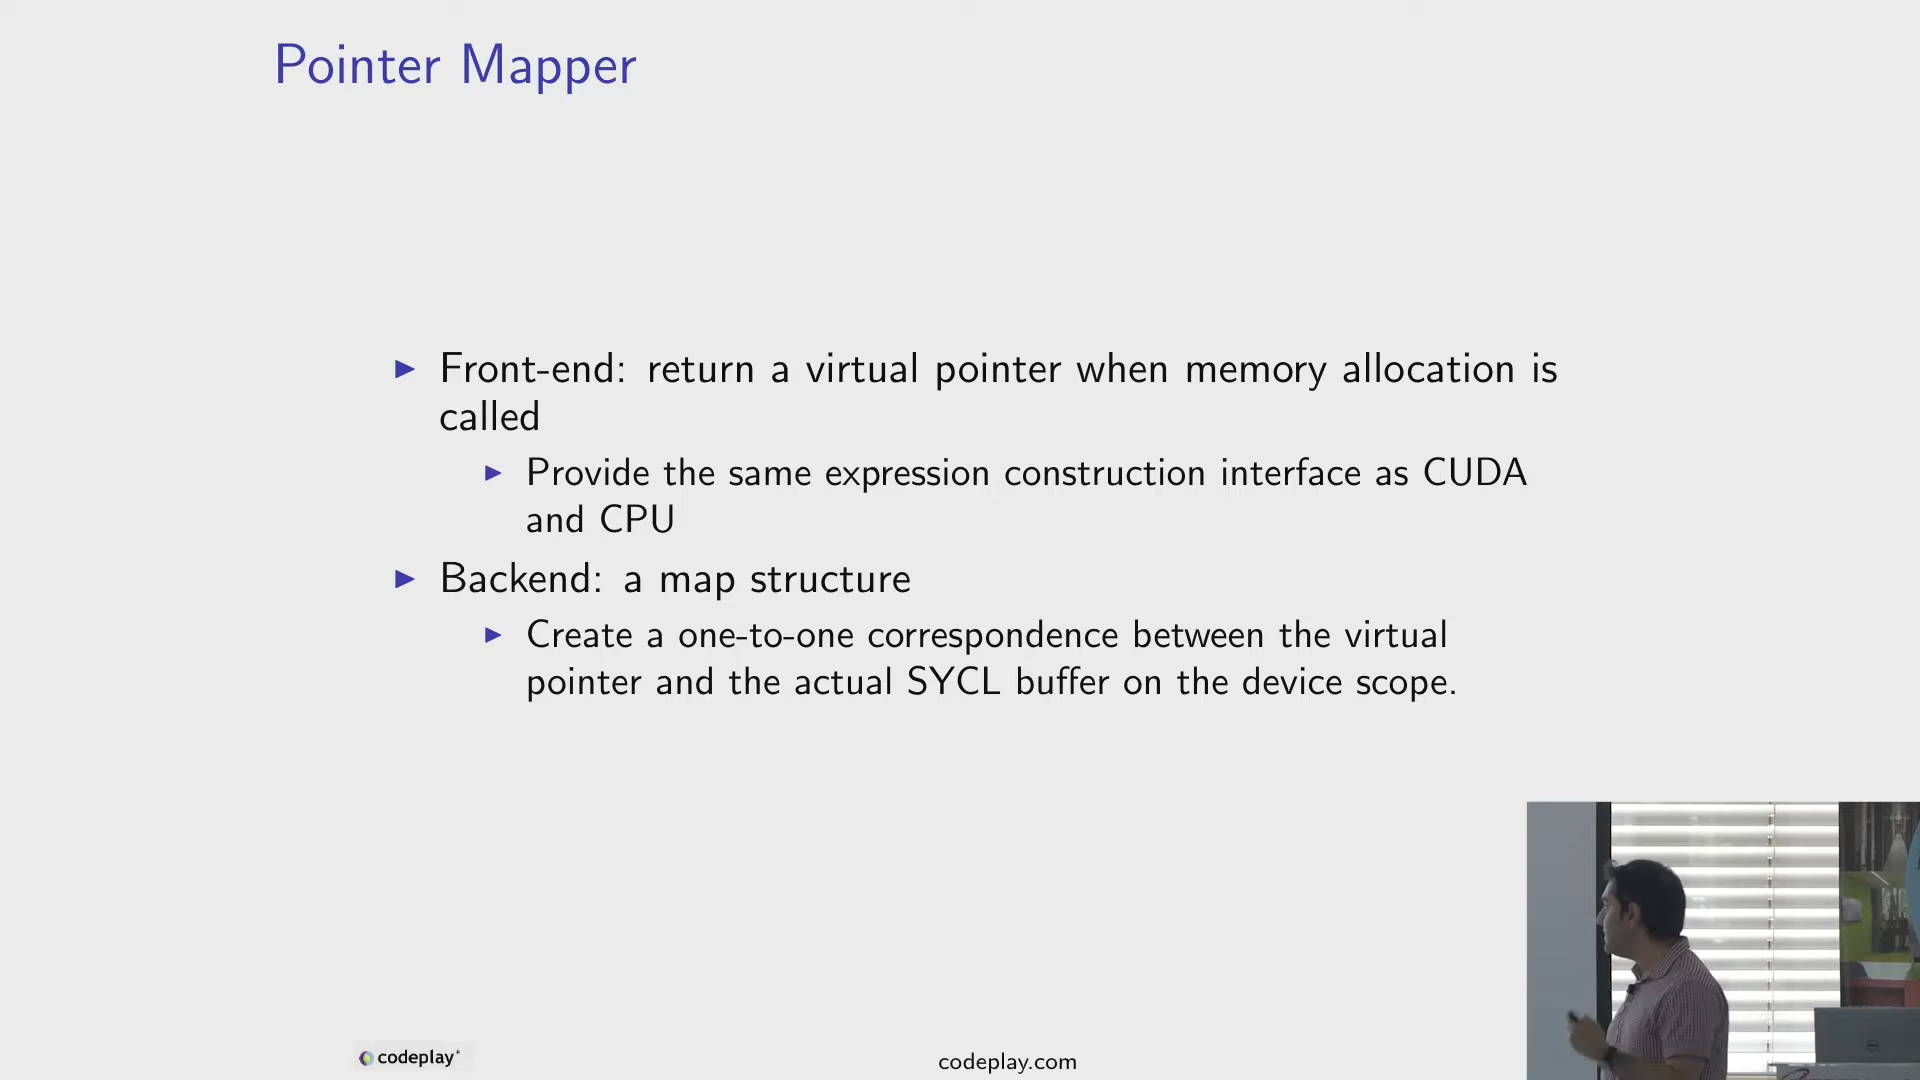 Pointer Mapper
Front-end: return a virtual pointer when memory allocation is
called
Provide the same expression construction interface as CUDA
and CPU
Backend: a map structure
Create a one-to-one correspondence between the virtual
pointer and the actual SYCL buffer on the device scope.
codeplay
codeplay.com